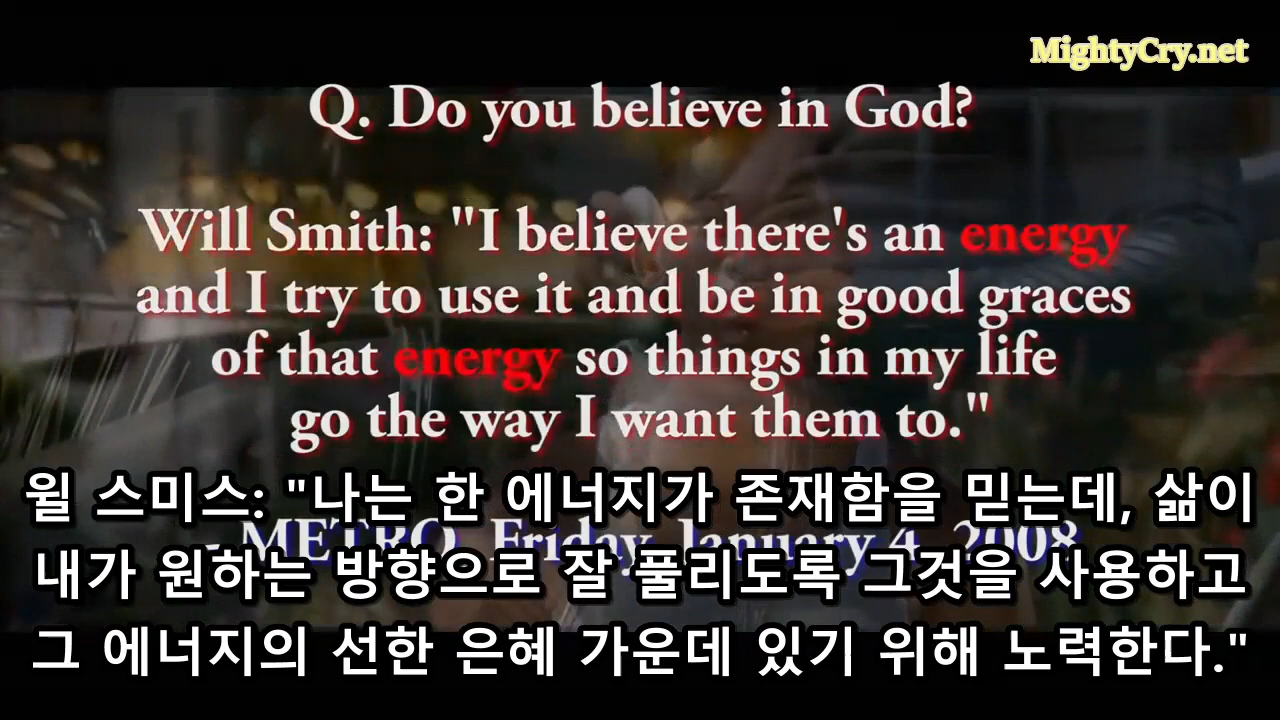 MightyCry.net
Q. Do you believe in God?
Will Smith: "I believe there's an energy
and I try to use it and be in good graces
of that energy so things in my life
go the way I want them to."
- METRO, Friday, January 4, 2008
윌 스미스: "나는 한 에너지가 존재함을 믿는데, 삶이
내가 원하는 방향으로 잘 풀리도록 그것을 사용하고
그 에너지의 선한 은혜 가운데 있기 위해 노력한다."